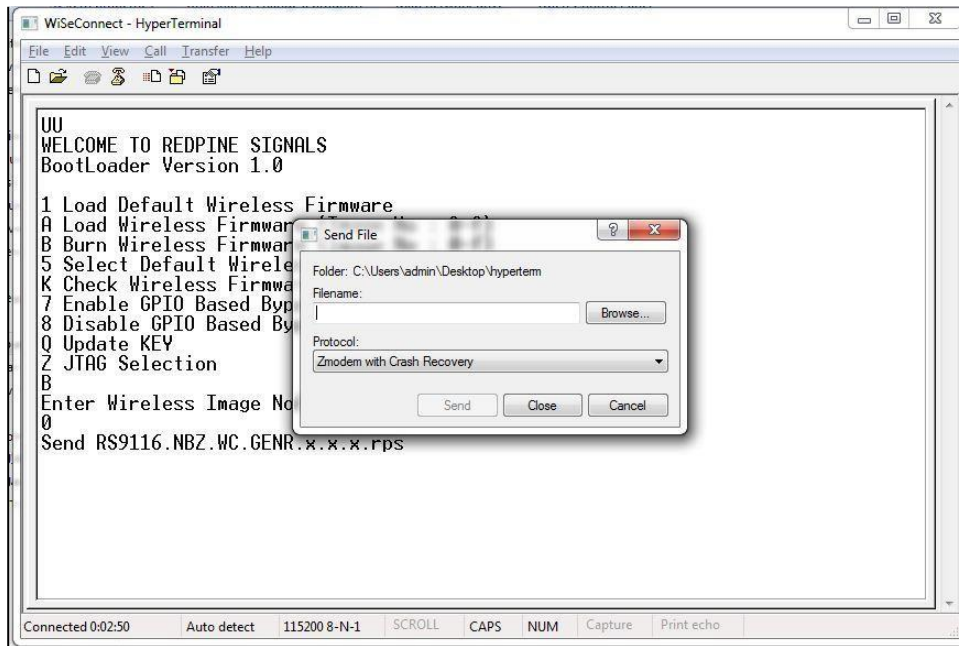 WiSeConnect - HyperTerminal
File Edit View Call Transfer Help
UU
WELCOME TO REDPINE SIGNALS
BootLoader Version 1.0
1 Load Default Wireless Firmware
A Load Wireless Firmwar
B Burn Wireless Firmwar
5 Select Default Wirele
K Check Wireless Firmwa
7 Enable GPIO Based Byp
8 Disable GPIO Based By
Q Update KEY
Z JTAG Selection
B
Enter Wireless Image No
0
Send RS9116.NBZ.WC.GENR.x.x.x.rps
Send File
Folder: C:\Users\admin\Desktop\hyperterm
Filename:
Browse...
Protocol:
Zmodem with Crash Recovery
Send Close Cancel
Connected 0:02:50 Auto detect 115200 8-N-1 SCROLL CAPS NUM Capture Print echo